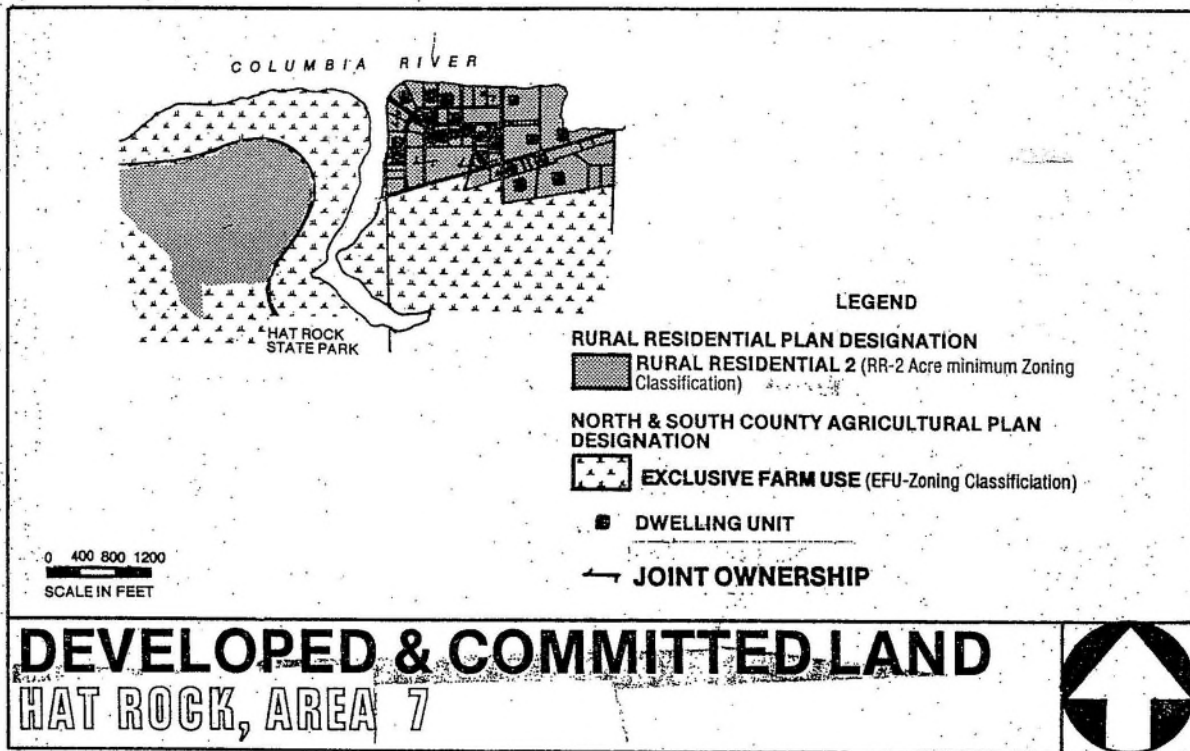 COLUMBIA RIVER
HAT ROCK
STATE PARK
LEGEND
RURAL RESIDENTIAL PLAN DESIGNATION
RURAL RESIDENTIAL 2 (RR-2 Acre minimum Zoning
Classification)
NORTH & SOUTH COUNTY AGRICULTURAL PLAN
DESIGNATION
EXCLUSIVE FARM USE (EFU-Zoning Classificiation)
DWELLING UNIT
JOINT OWNERSHIP
0 400 800 1200
SCALE IN FEET
DEVELOPED & COMMITTED LAND
HAT ROCK, AREA 7